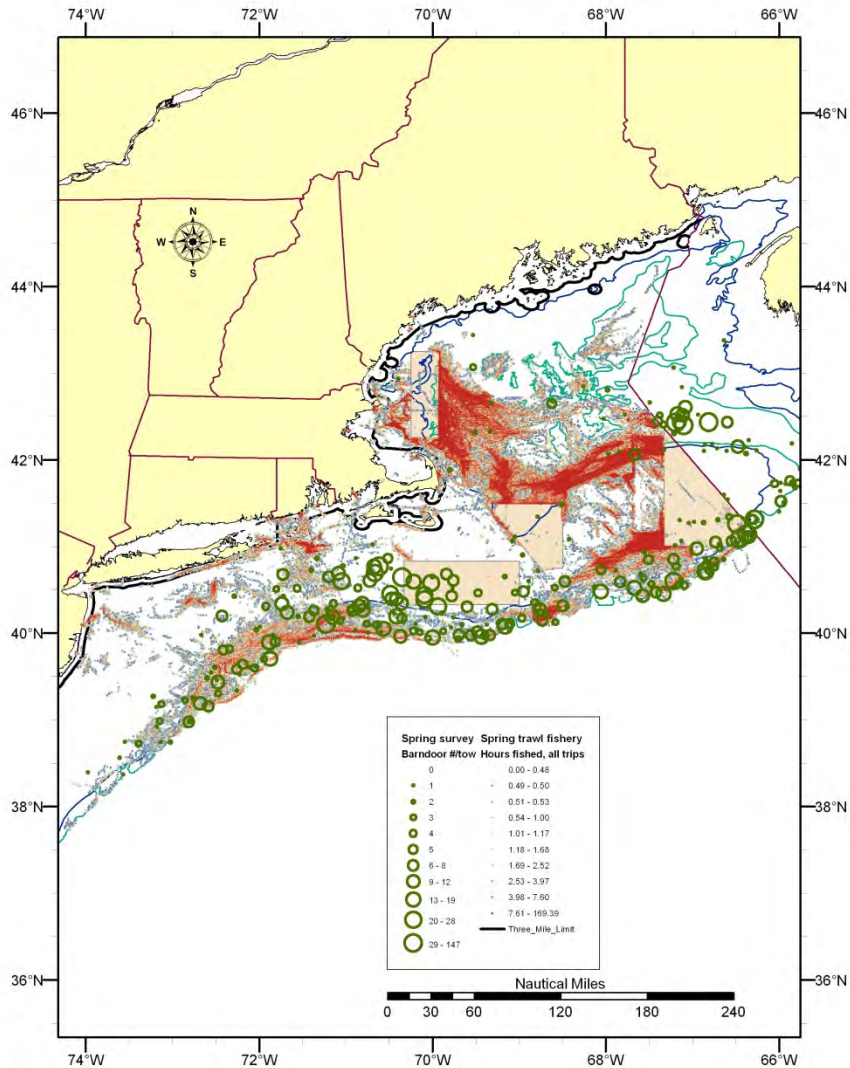 74°W 72°W 70°W 68°W 66°W
46°N 46°N
N
W E
S
44°N 44°N
42°N 42°N
40°N 40°N
Spring survey Spring trawl fishery
Barndoor #/tow Hours fished, all trips
0 0.00 - 0.48
1 0.49 - 0.50
2 0.51 - 0.53
3 0.54 - 1.00
4 1.01 - 1.17
5 1.18 - 1.68
6 - 8 1.69 - 2.52
9 - 12 2.53 - 3.97
13 - 19 3.98 - 7.60
20 - 28 7.61 - 169.39
29 - 147 Three_Mile_Limit
38°N 38°N
36°N 36°N
Nautical Miles
0 30 60 120 180 240
74°W 72°W 70°W 68°W 66°W